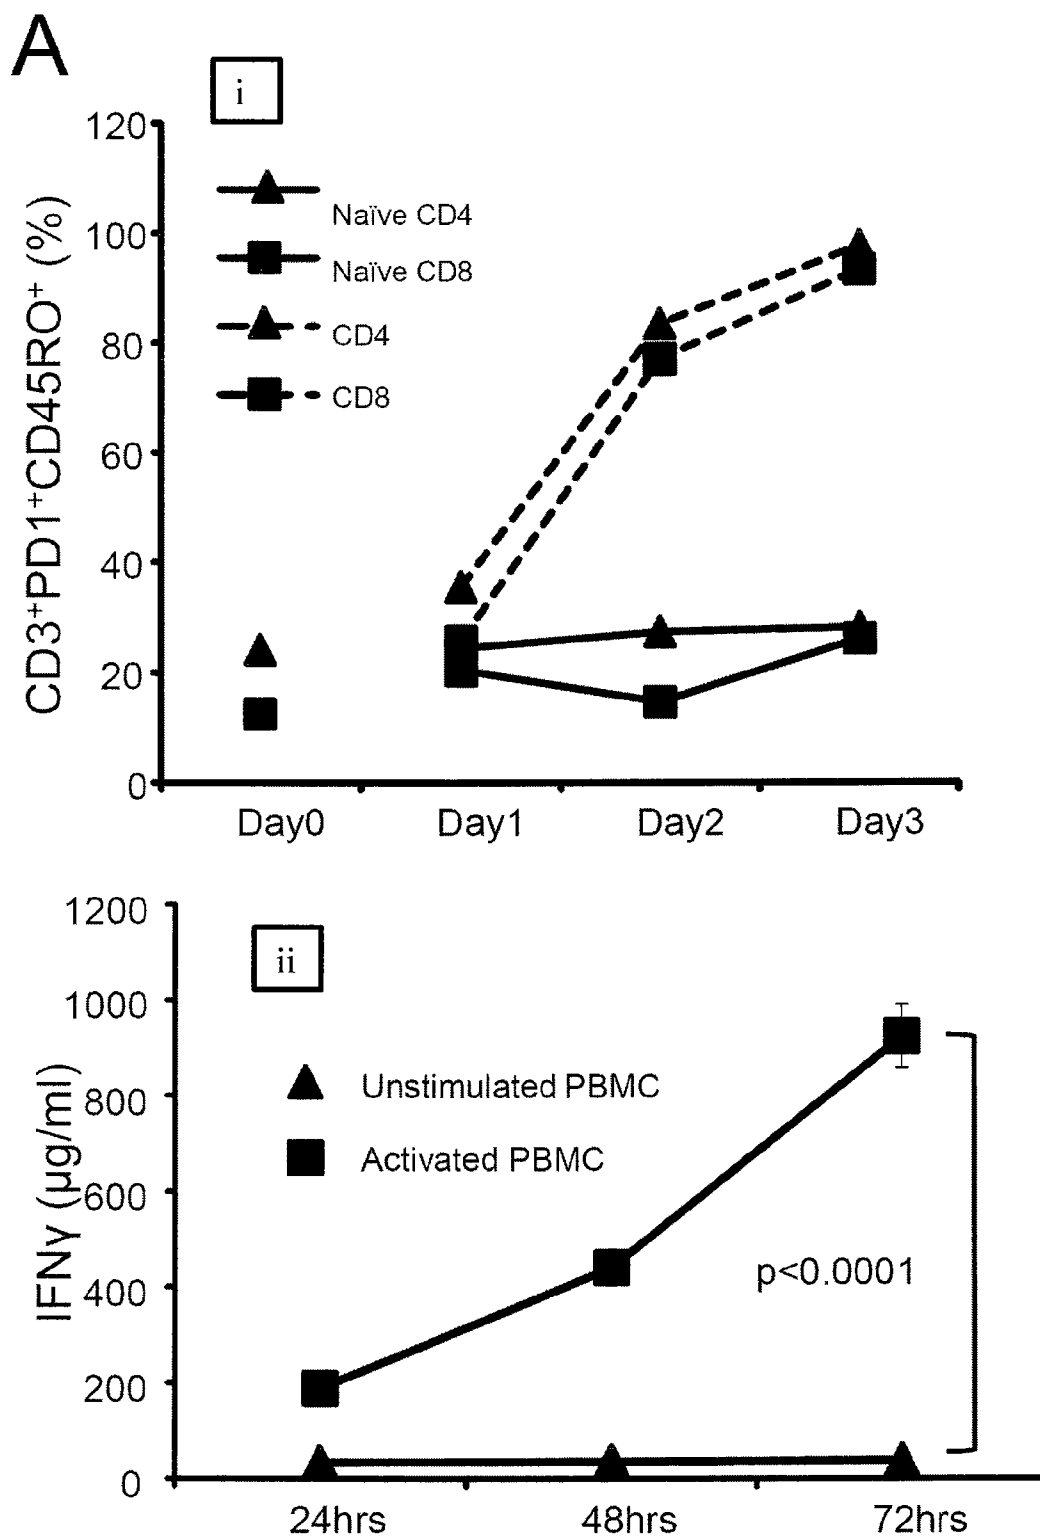 A
i
CD3⁺PD1⁺CD45RO⁺ (%)
120
100
80
60
40
20
0
Naïve CD4
Naïve CD8
CD4
CD8
Day0 Day1 Day2 Day3
ii
IFNγ (µg/ml)
1200
1000
800
600
400
200
0
Unstimulated PBMC
Activated PBMC
p<0.0001
24hrs 48hrs 72hrs